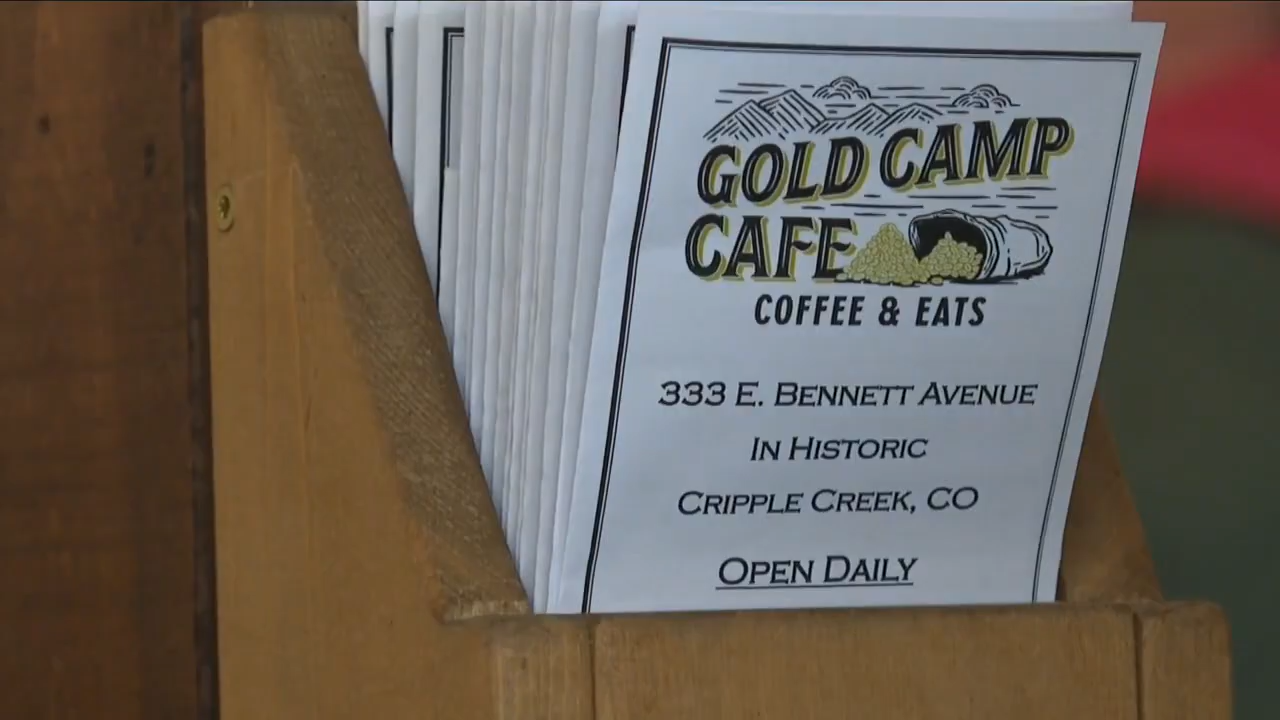 GOLD CAMP
CAFE
COFFEE & EATS
333 E. BENNETT AVENUE
IN HISTORIC
CRIPPLE CREEK, CO
OPEN DAILY